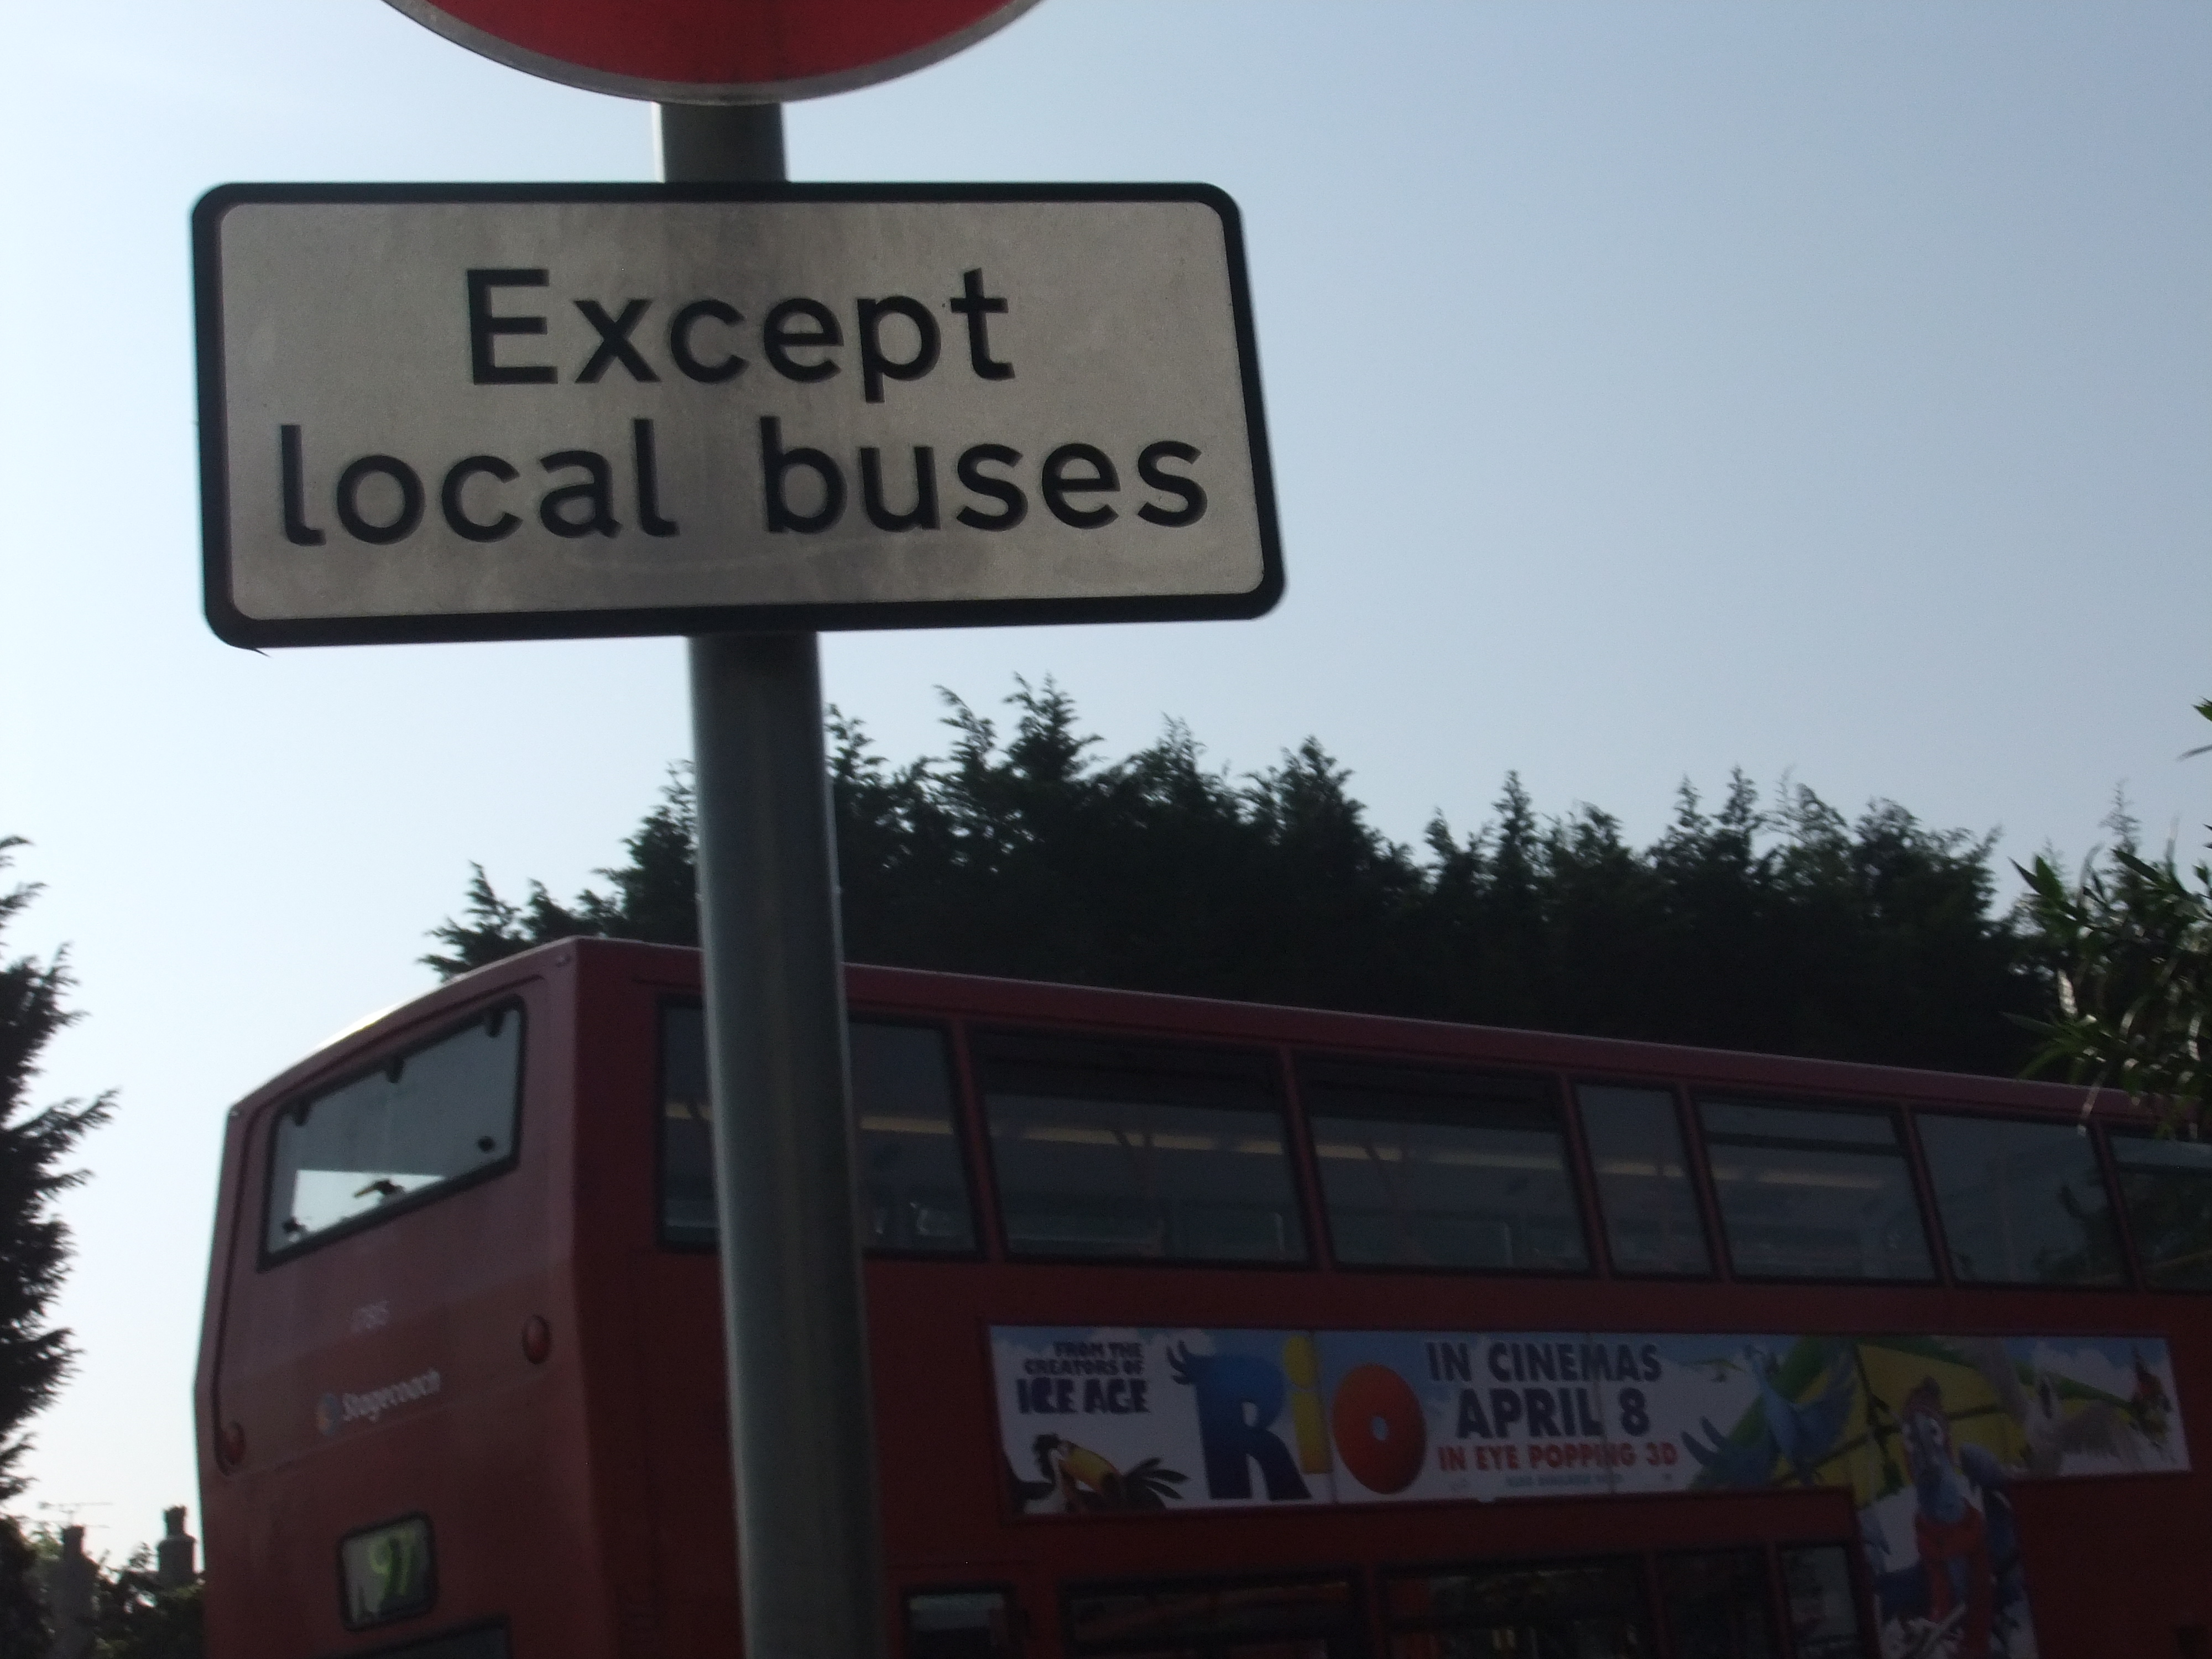 Except
local buses
FROM THE
CREATORS OF
ICE AGE
RiO
IN CINEMAS
APRIL 8
IN EYE POPPING 3D
Stagecoach
97